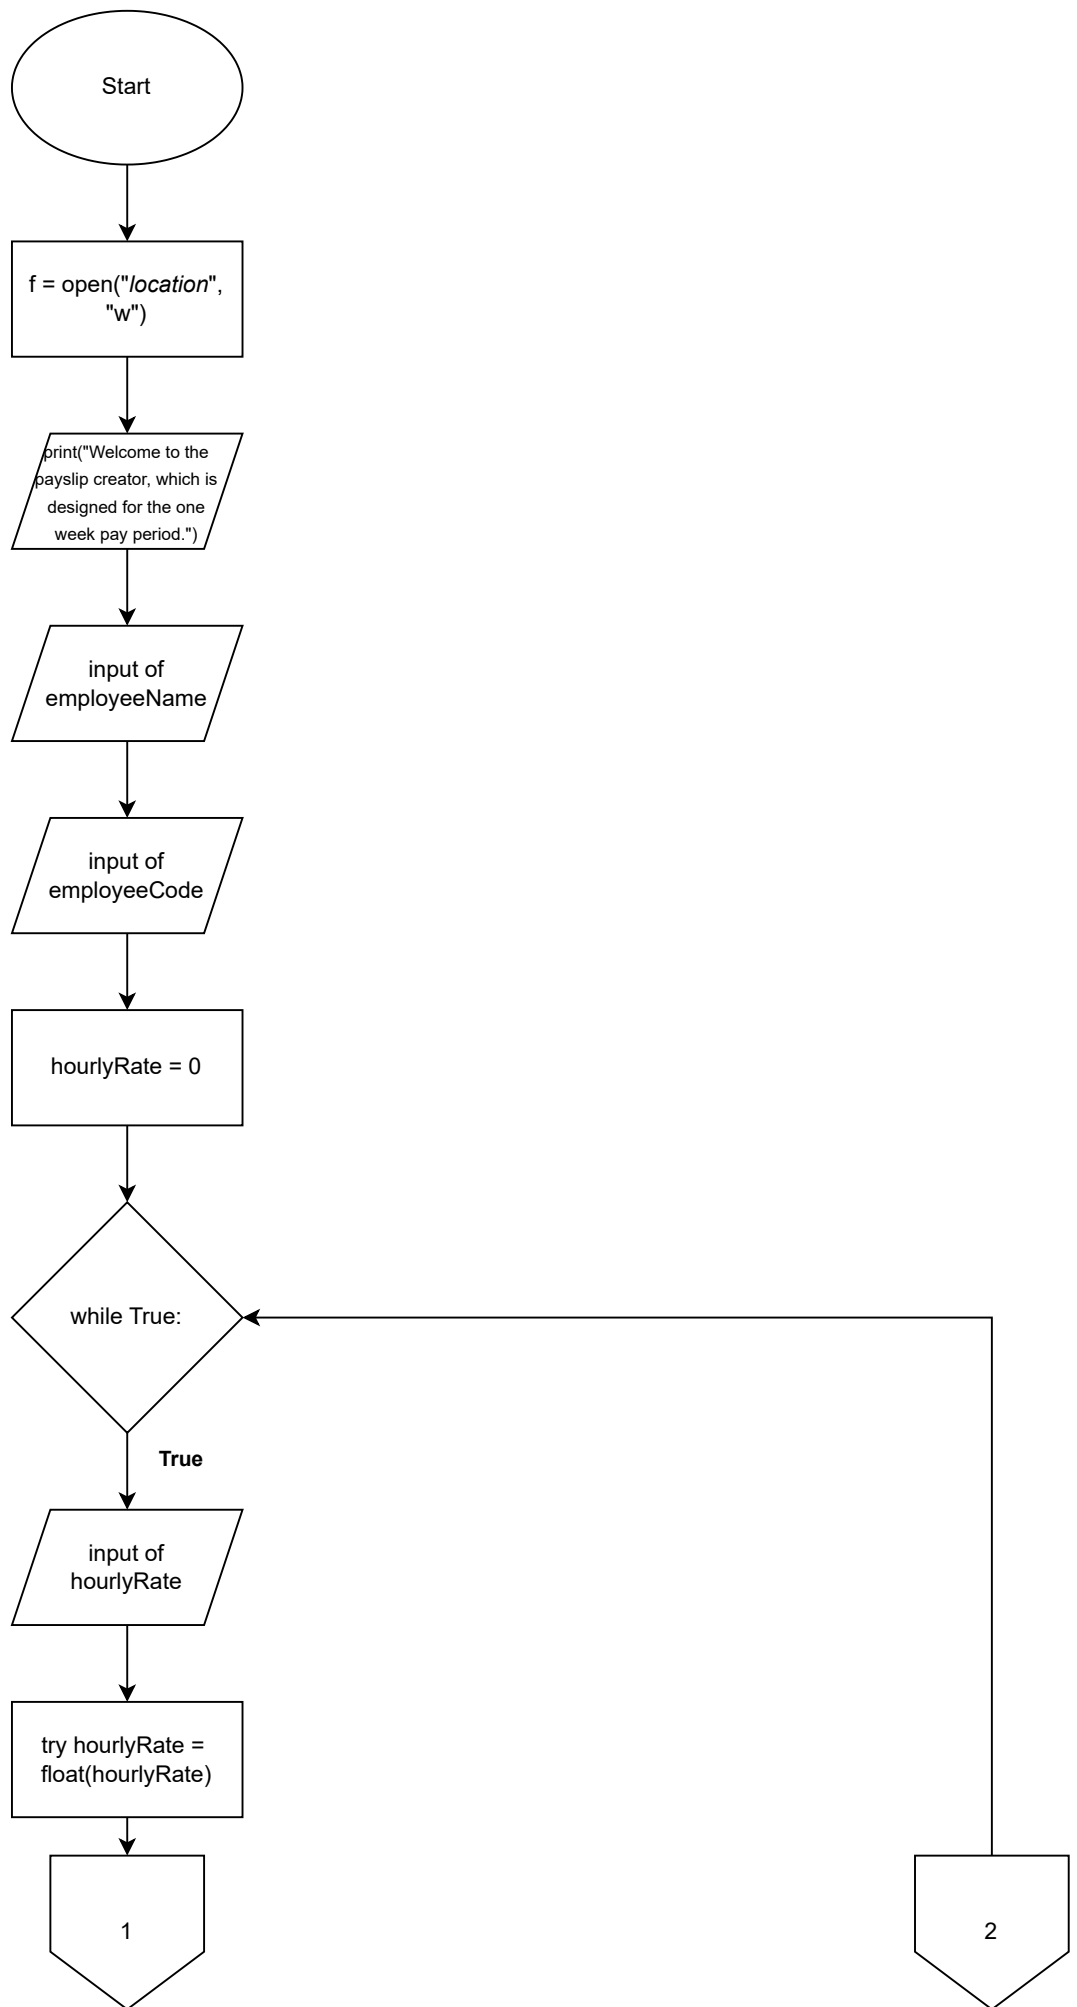 Start
f = open("location",
"w")
print("Welcome to the
payslip creator, which is
designed for the one
week pay period.")
input of
employeeName
input of
employeeCode
hourlyRate = 0
while True:
True
input of
hourlyRate
try hourlyRate =
float(hourlyRate)
1
2